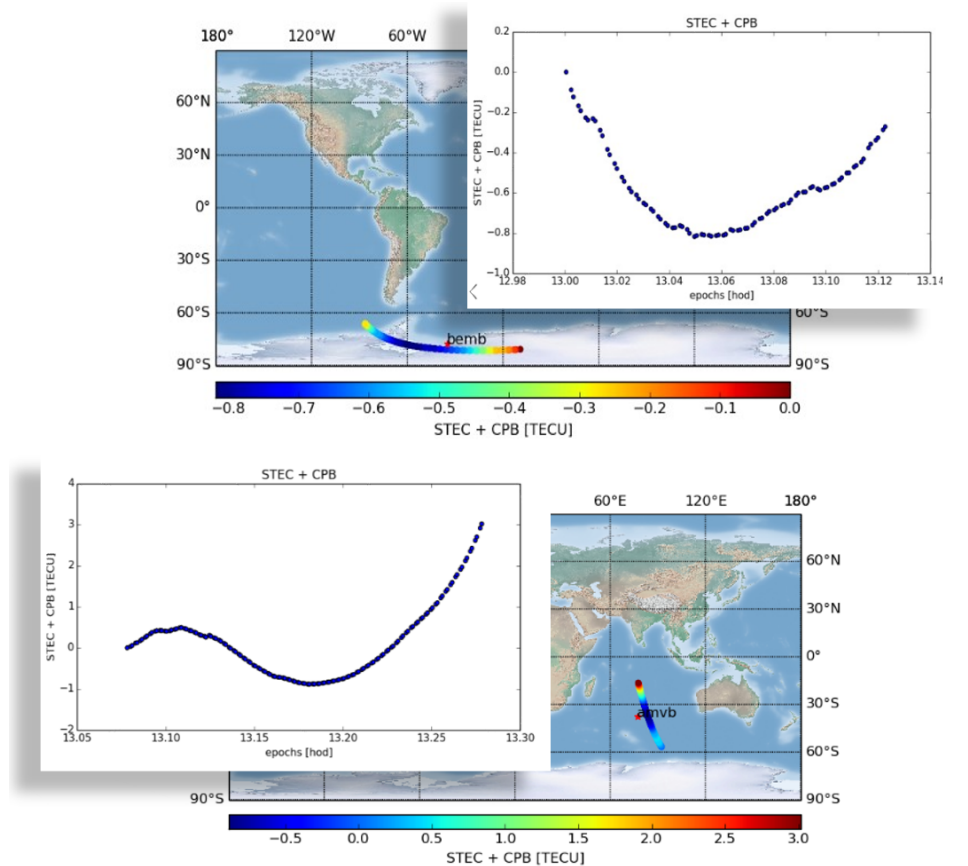 STEC + CPB
180° 120°W 60°W
60°N
30°N
0°
30°S
60°S
90°S
0.2
0.0
−0.2
−0.4
−0.6
−0.8
−1.0
STEC + CPB [TECU]
12.98 13.00 13.02 13.04 13.06 13.08 13.10 13.12 13.14
epochs [hod]
60°S
90°S
bemb
−0.8 −0.7 −0.6 −0.5 −0.4 −0.3 −0.2 −0.1 0.0
STEC + CPB [TECU]
STEC + CPB
4
3
2
1
0
−1
−2
STEC + CPB [TECU]
13.05 13.10 13.15 13.20 13.25 13.30
epochs [hod]
60°E 120°E 180°
60°N
30°N
0°
30°S
60°S
90°S
amvb
90°S
−0.5 0.0 0.5 1.0 1.5 2.0 2.5 3.0
STEC + CPB [TECU]